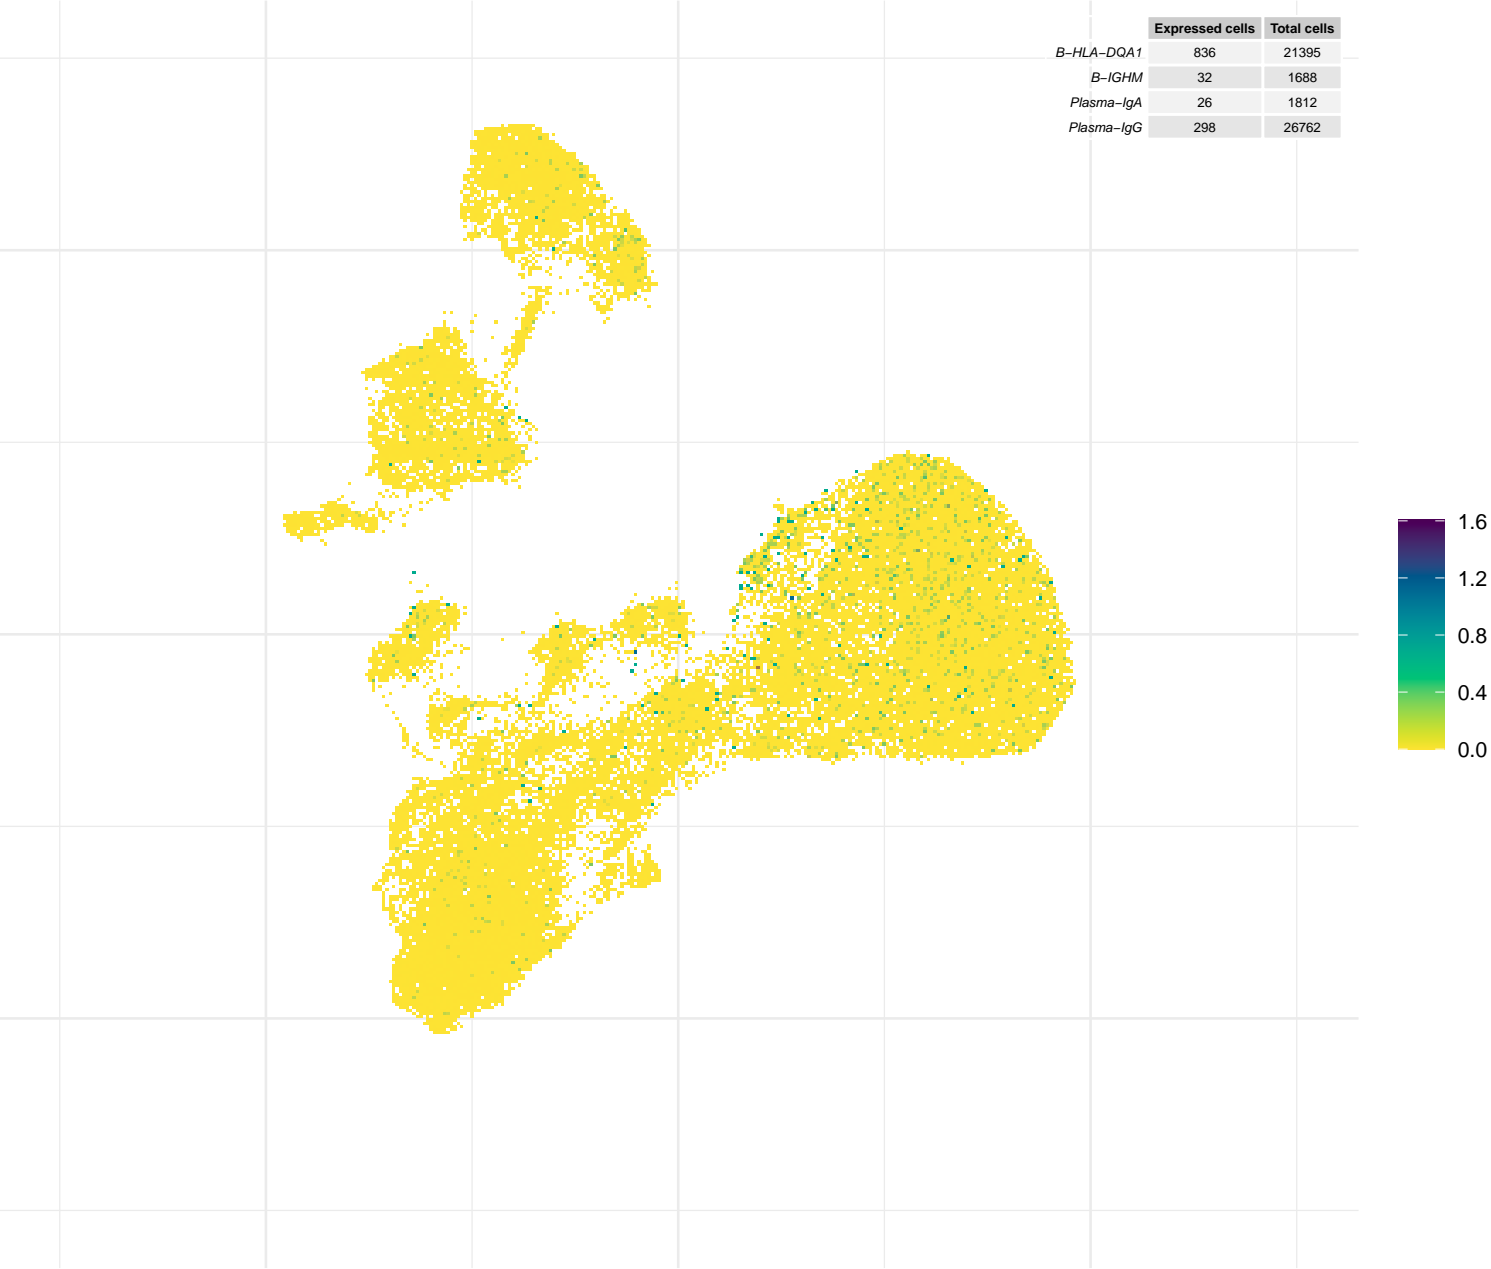 Expressed cells Total cells
B−HLA−DQA1 836 21395
B−IGHM 32 1688
Plasma−IgA 26 1812
Plasma−IgG 298 26762
1.6
1.2
0.8
0.4
0.0